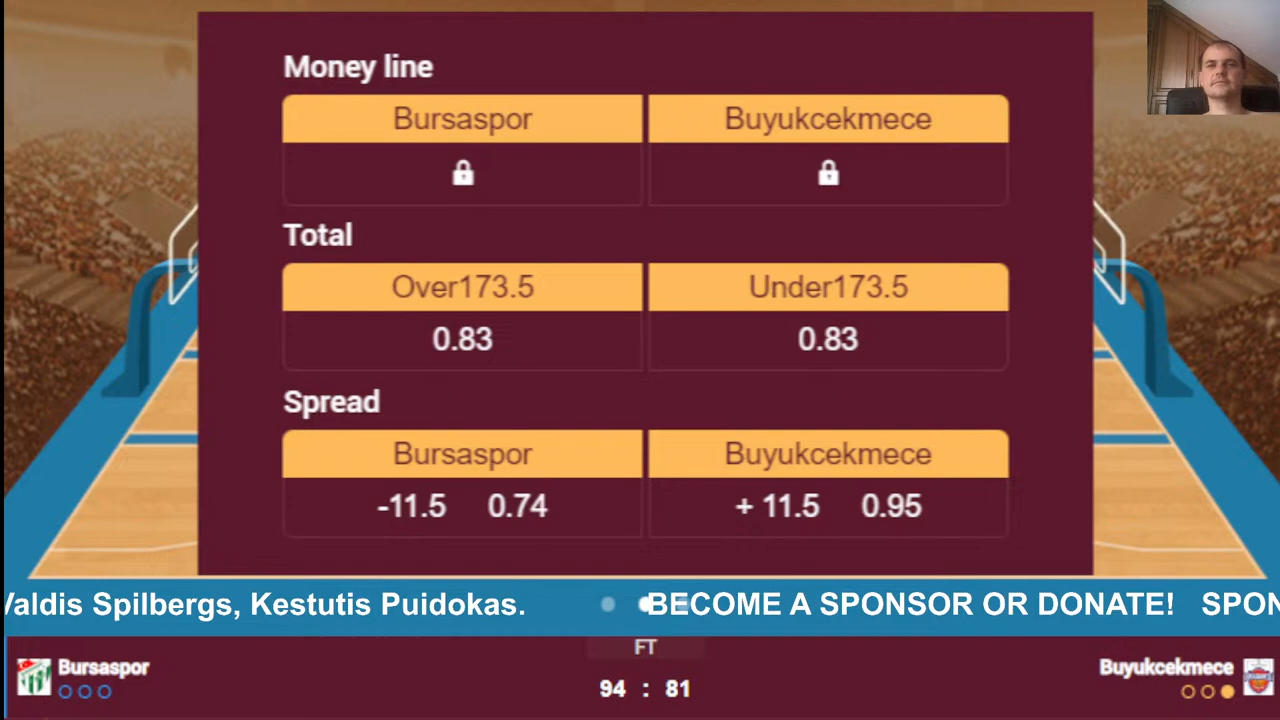 Money line
Bursaspor Buyukcekmece
Total
Over173.5 Under173.5
0.83 0.83
Spread
Bursaspor Buyukcekmece
-11.5 0.74 + 11.5 0.95
Valdis Spilbergs, Kestutis Puidokas. BECOME A SPONSOR OR DONATE! SPON
FT
Bursaspor Buyukcekmece
94 : 81